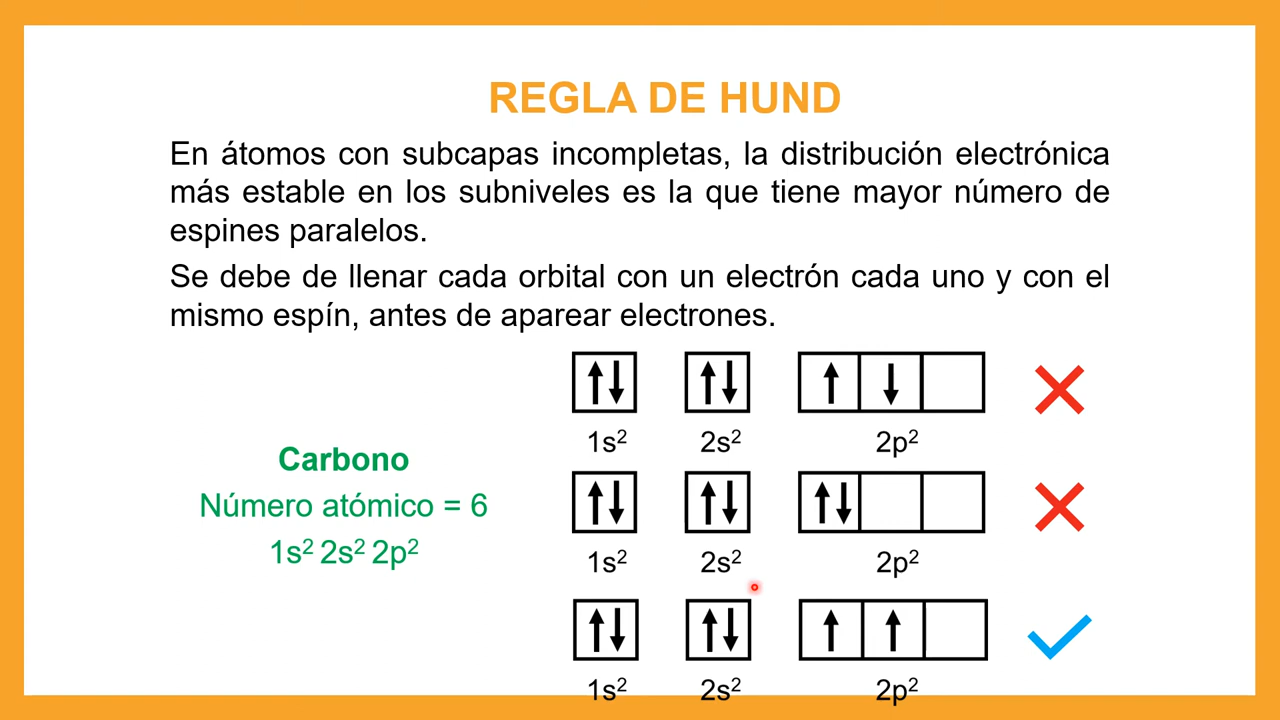 REGLA DE HUND
En átomos con subcapas incompletas, la distribución electrónica
más estable en los subniveles es la que tiene mayor número de
espines paralelos.
Se debe de llenar cada orbital con un electrón cada uno y con el
mismo espín, antes de aparear electrones.
1s² 2s² 2p²
Carbono
Número atómico = 6
1s² 2s² 2p²
1s² 2s² 2p²
1s² 2s² 2p²